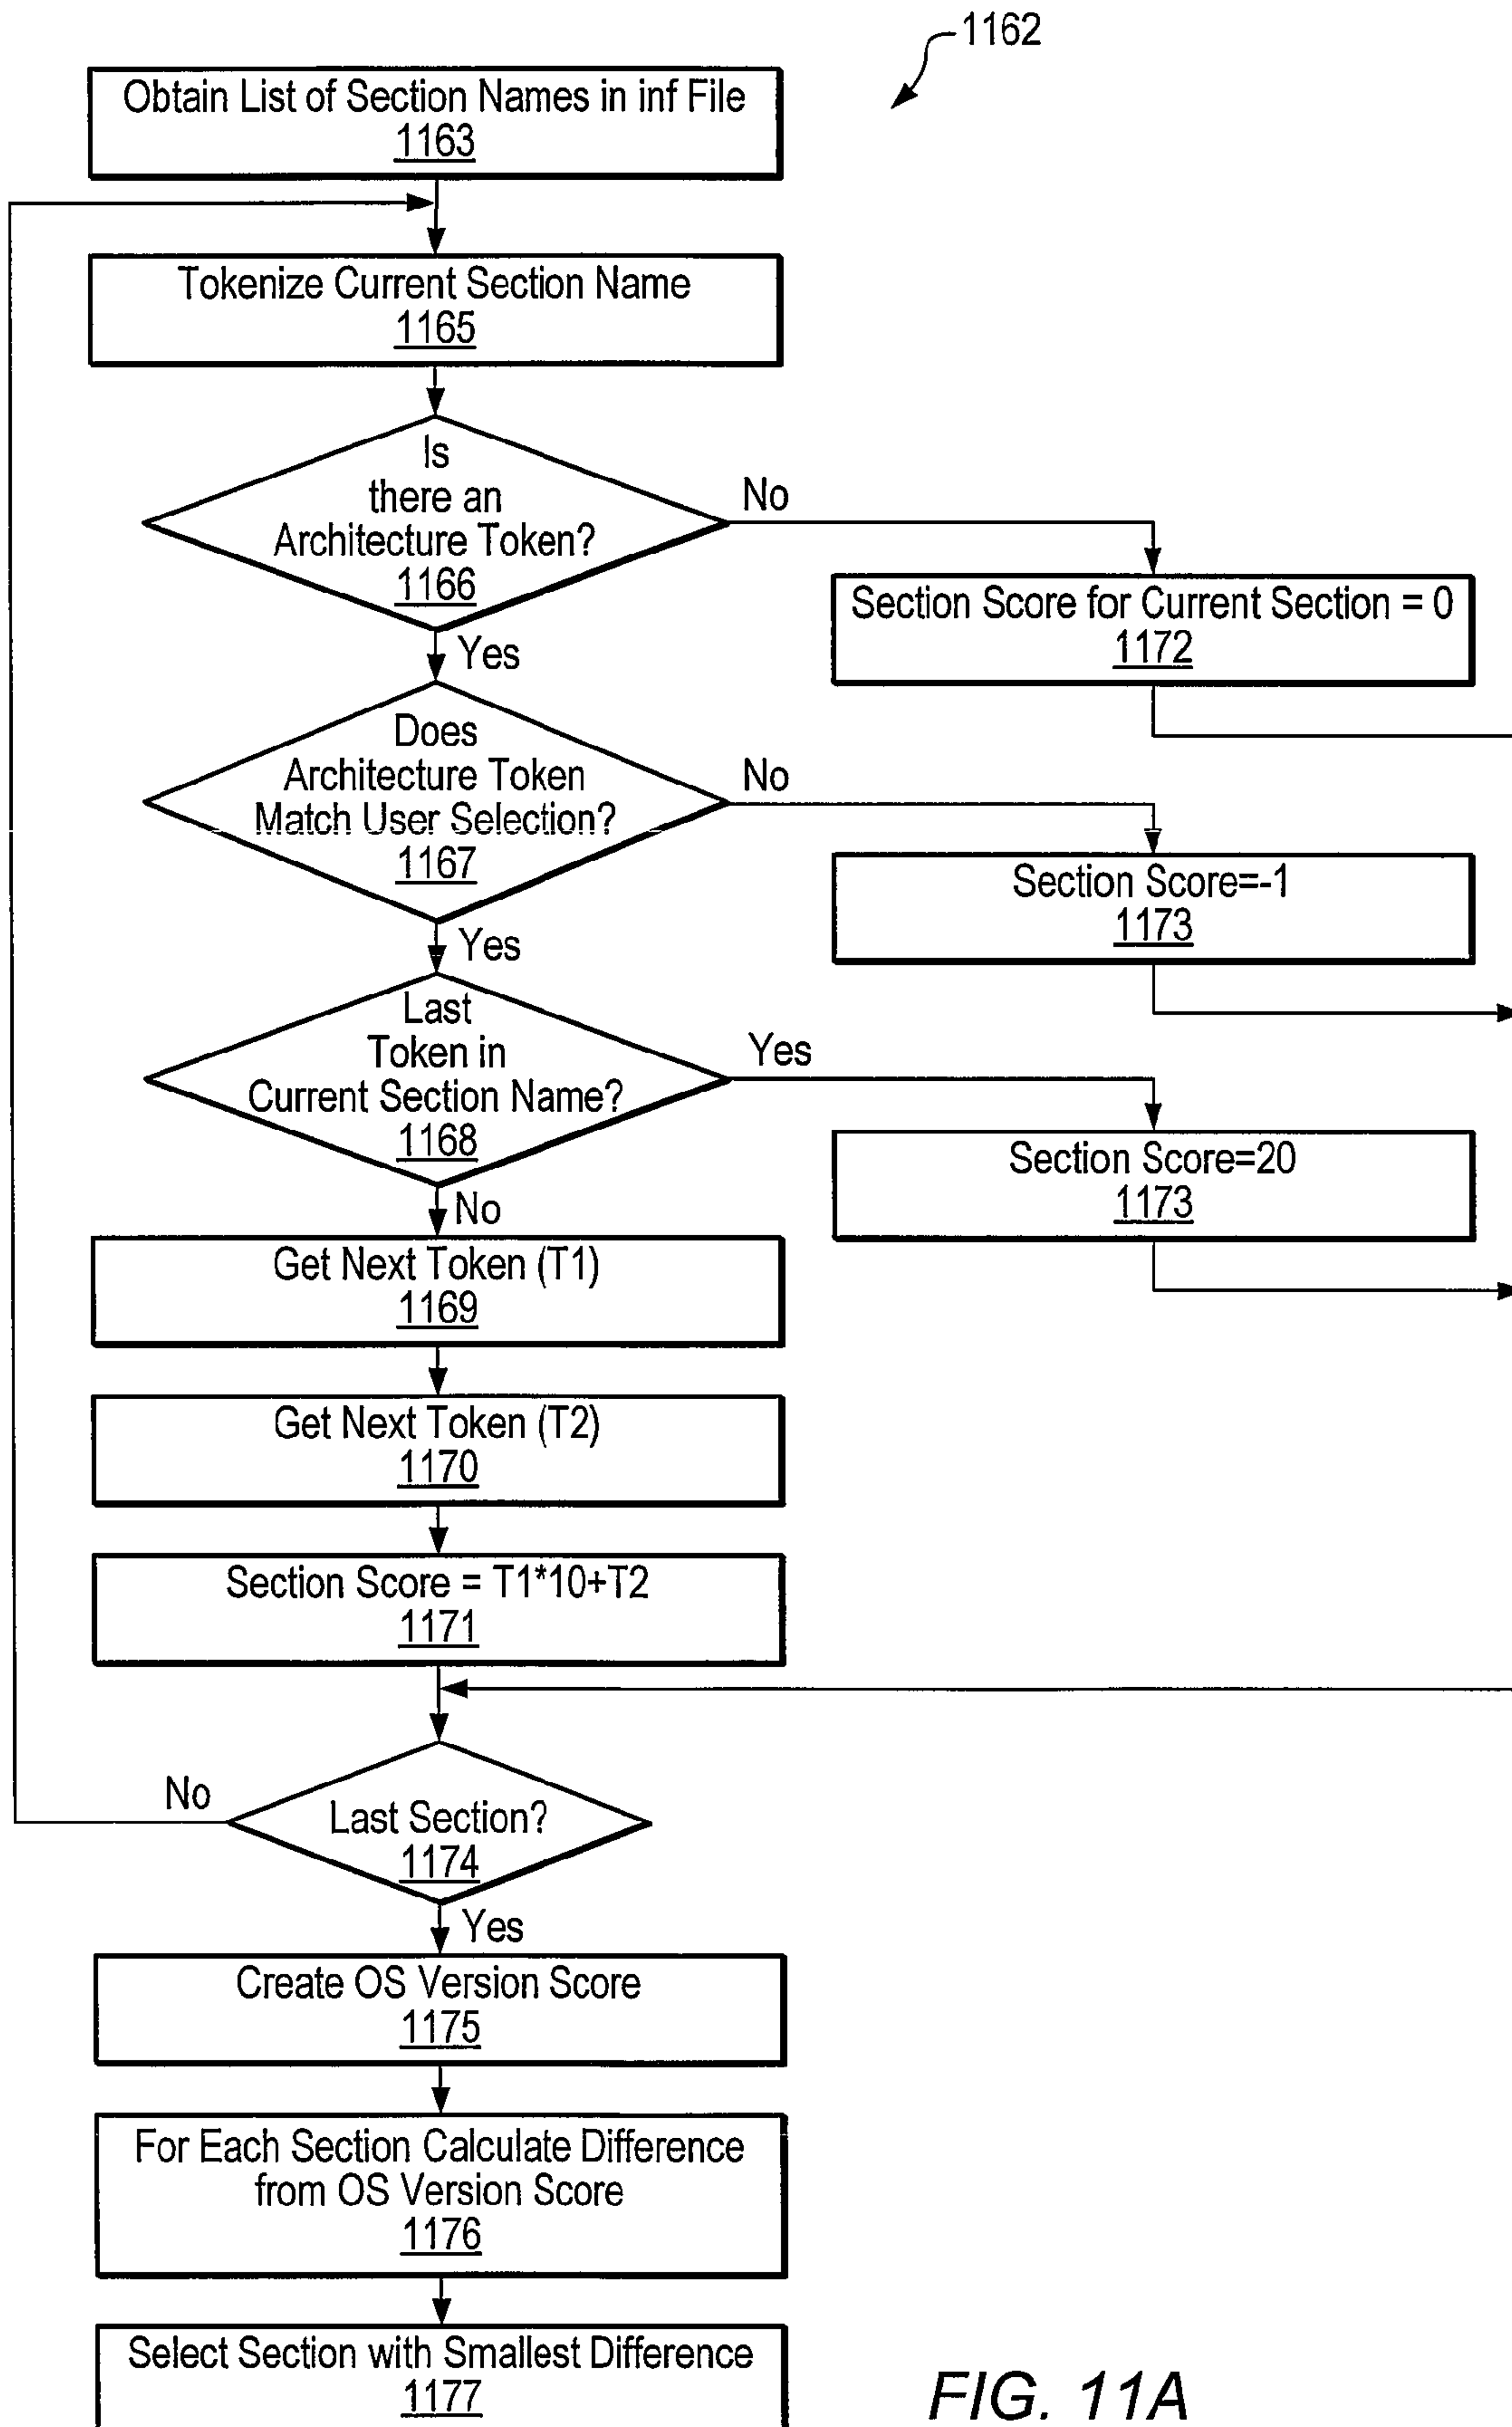 1162
Obtain List of Section Names in inf File
1163
Tokenize Current Section Name
1165
Is
there an
Architecture Token?
1166
No
Section Score for Current Section = 0
1172
Yes
Does
Architecture Token
Match User Selection?
1167
No
Section Score=-1
1173
Yes
Last
Token in
Current Section Name?
1168
Yes
Section Score=20
1173
No
Get Next Token (T1)
1169
Get Next Token (T2)
1170
Section Score = T1*10+T2
1171
Last Section?
1174
No
Yes
Create OS Version Score
1175
For Each Section Calculate Difference
from OS Version Score
1176
Select Section with Smallest Difference
1177
FIG. 11A